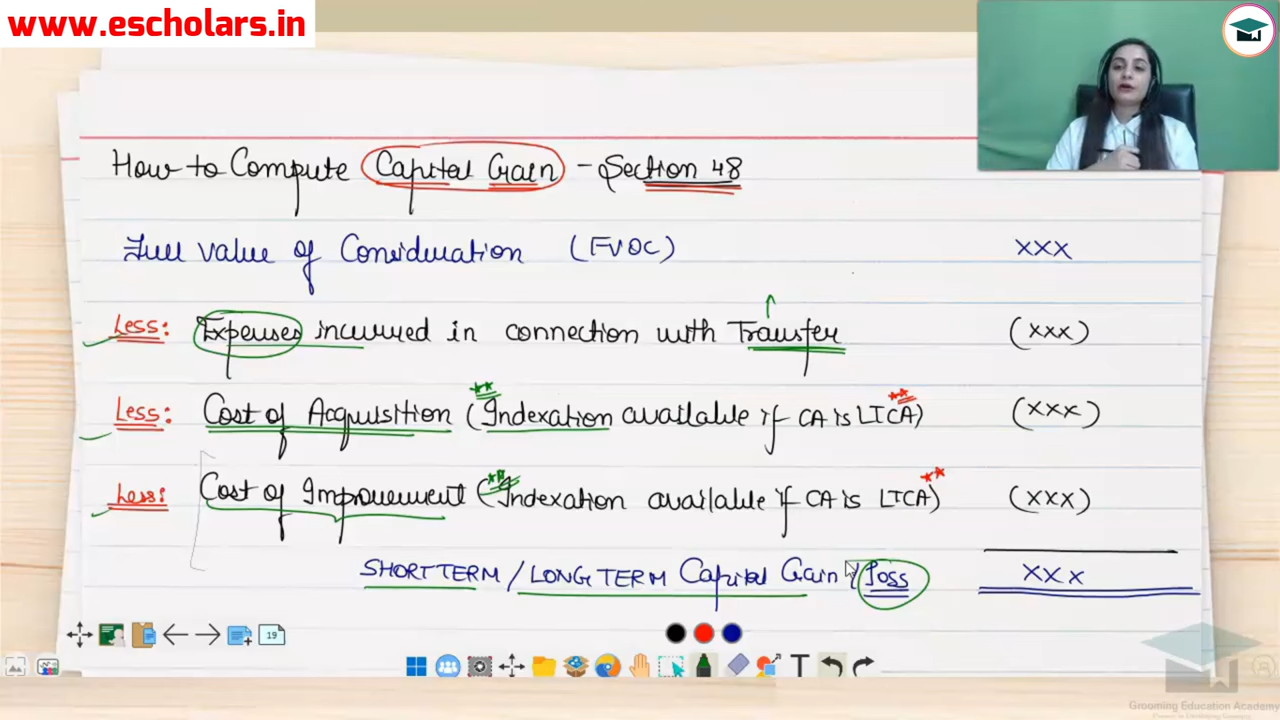 www.escholars.in
How to Compute Capital Gain - Section 48
Full value of Consideration (FVOC) XXX
Less: Expenses incurred in connection with Transfer (XXX)
Less: Cost of Acquisition (Indexation available if CA is LTCA) (XXX)
Less: Cost of Improvement (Indexation available if CA is LTCA) (XXX)
SHORT TERM / LONG TERM Capital Gain / Loss XXX
19
T
Grooming Education Academy